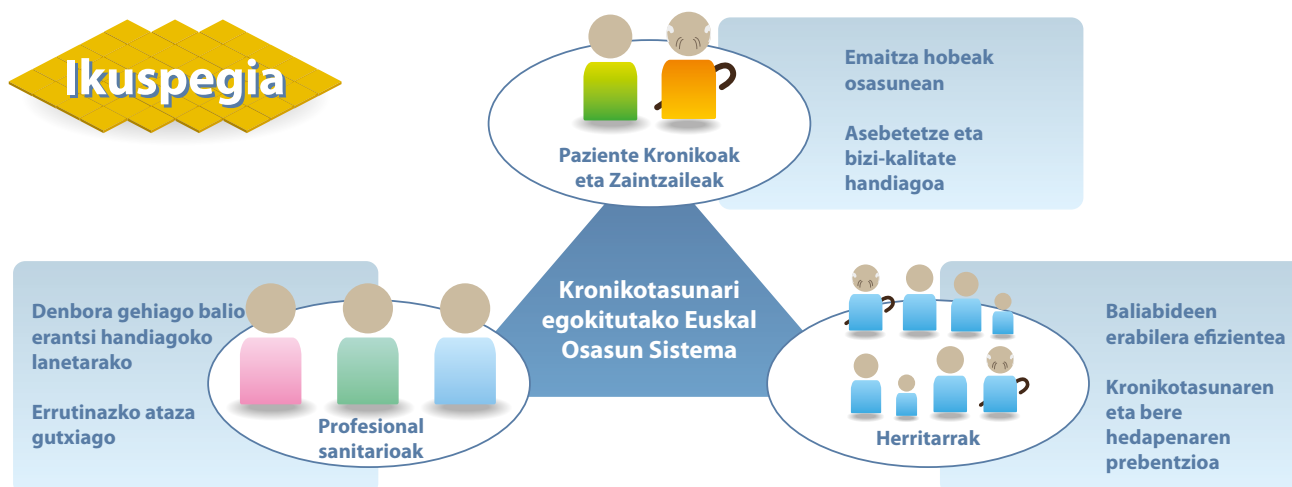 Ikuspegia
Paziente Kronikoak
eta Zaintzaileak
Emaitza hobeak
osasunean
Asebetetze eta
bizi-kalitate
handiagoa
Kronikotasunari
egokitutako Euskal
Osasun Sistema
Denbora gehiago balio
erantsi handiagoko
lanetarako
Errutinazko ataza
gutxiago
Profesional
sanitarioak
Herritarrak
Baliabideen
erabilera efizientea
Kronikotasunaren
eta bere
hedapenaren
prebentzioa